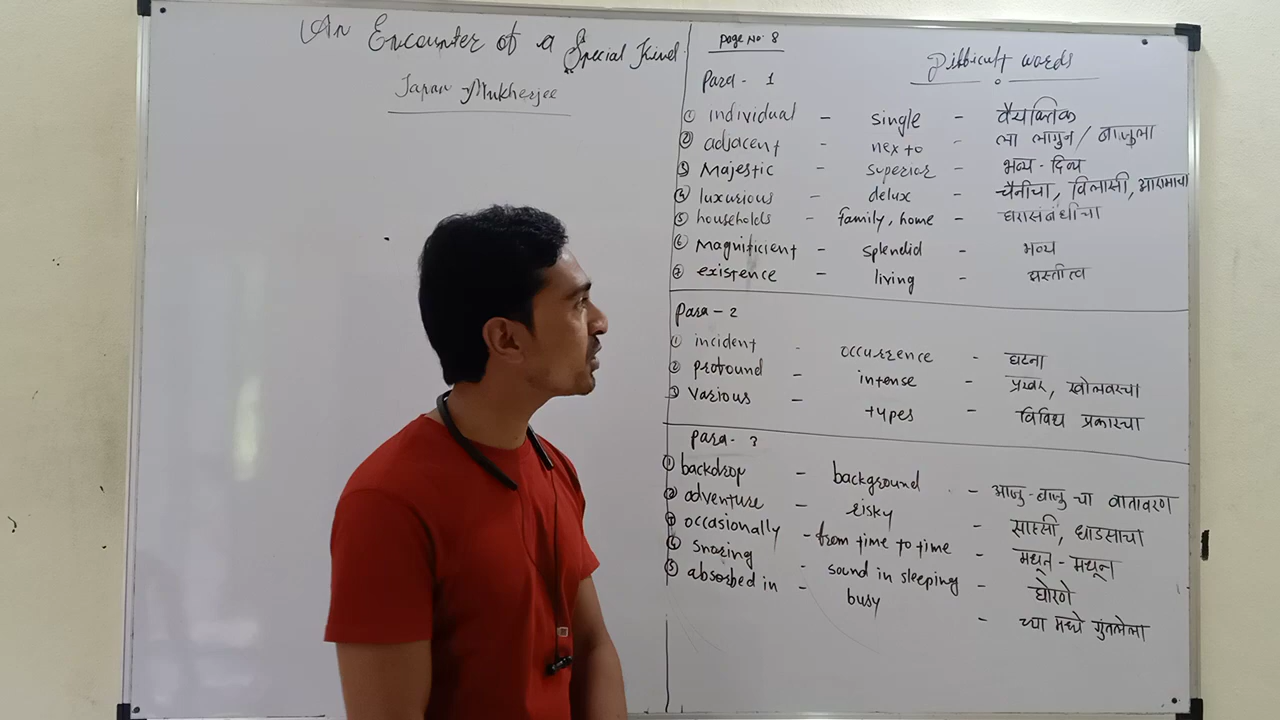 An Encounter of a Special Kind
Tapan Mukherjee
Page No. 8
Difficult words
Para - 1
① individual - single - वैयक्तिक
② adjacent - next to - ला लागुन / बाजुला
③ Majestic - superior - भव्य - दिव्य
④ luxurious - delux - चैनीचा, विलासी, आरामाचा
⑤ households - family, home - घरासंबंधीचा
⑥ Magnificient - splendid - भव्य
⑦ existence - living - अस्तीत्व
Para - 2
① incident - occurrence - घटना
② profound - intense - प्रखर, खोलवरचा
③ various - types - विविध प्रकारचा
para - 3
① backdrop - background - आजु-बाजु चा वातावरण
② adventure - risky - साहसी, धाडसाचा
③ occasionally - from time to time - मधून - मधून
④ snoring - sound in sleeping - घोरणे
⑤ absorbed in - busy - च्या मध्ये गुंतलेला